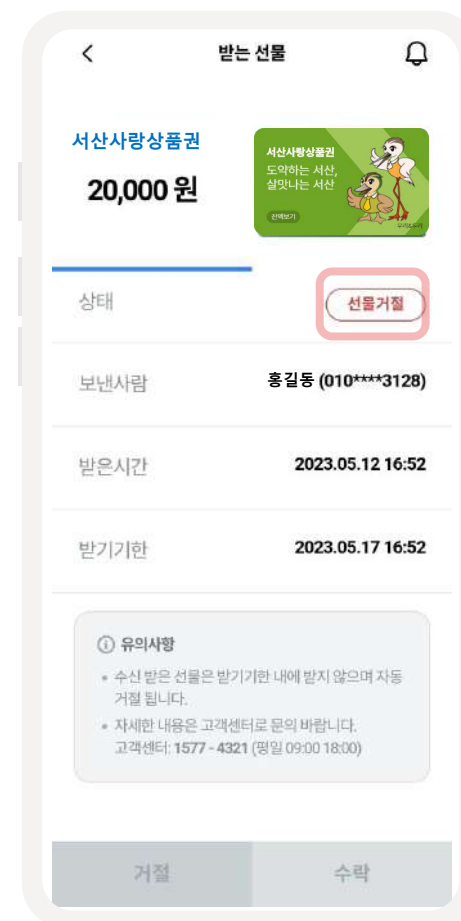 받는 선물
서산사랑상품권
20,000 원
서산사랑상품권
도약하는 서산,
살맛나는 서산
잔액보기
상태
선물거절
보낸사람
홍길동 (010****3128)
받은시간
2023.05.12 16:52
받기기한
2023.05.17 16:52
유의사항
• 수신 받은 선물은 받기기한 내에 받지 않으며 자동
거절 됩니다.
• 자세한 내용은 고객센터로 문의 바랍니다.
고객센터: 1577 - 4321 (평일 09:00 18:00)
거절
수락